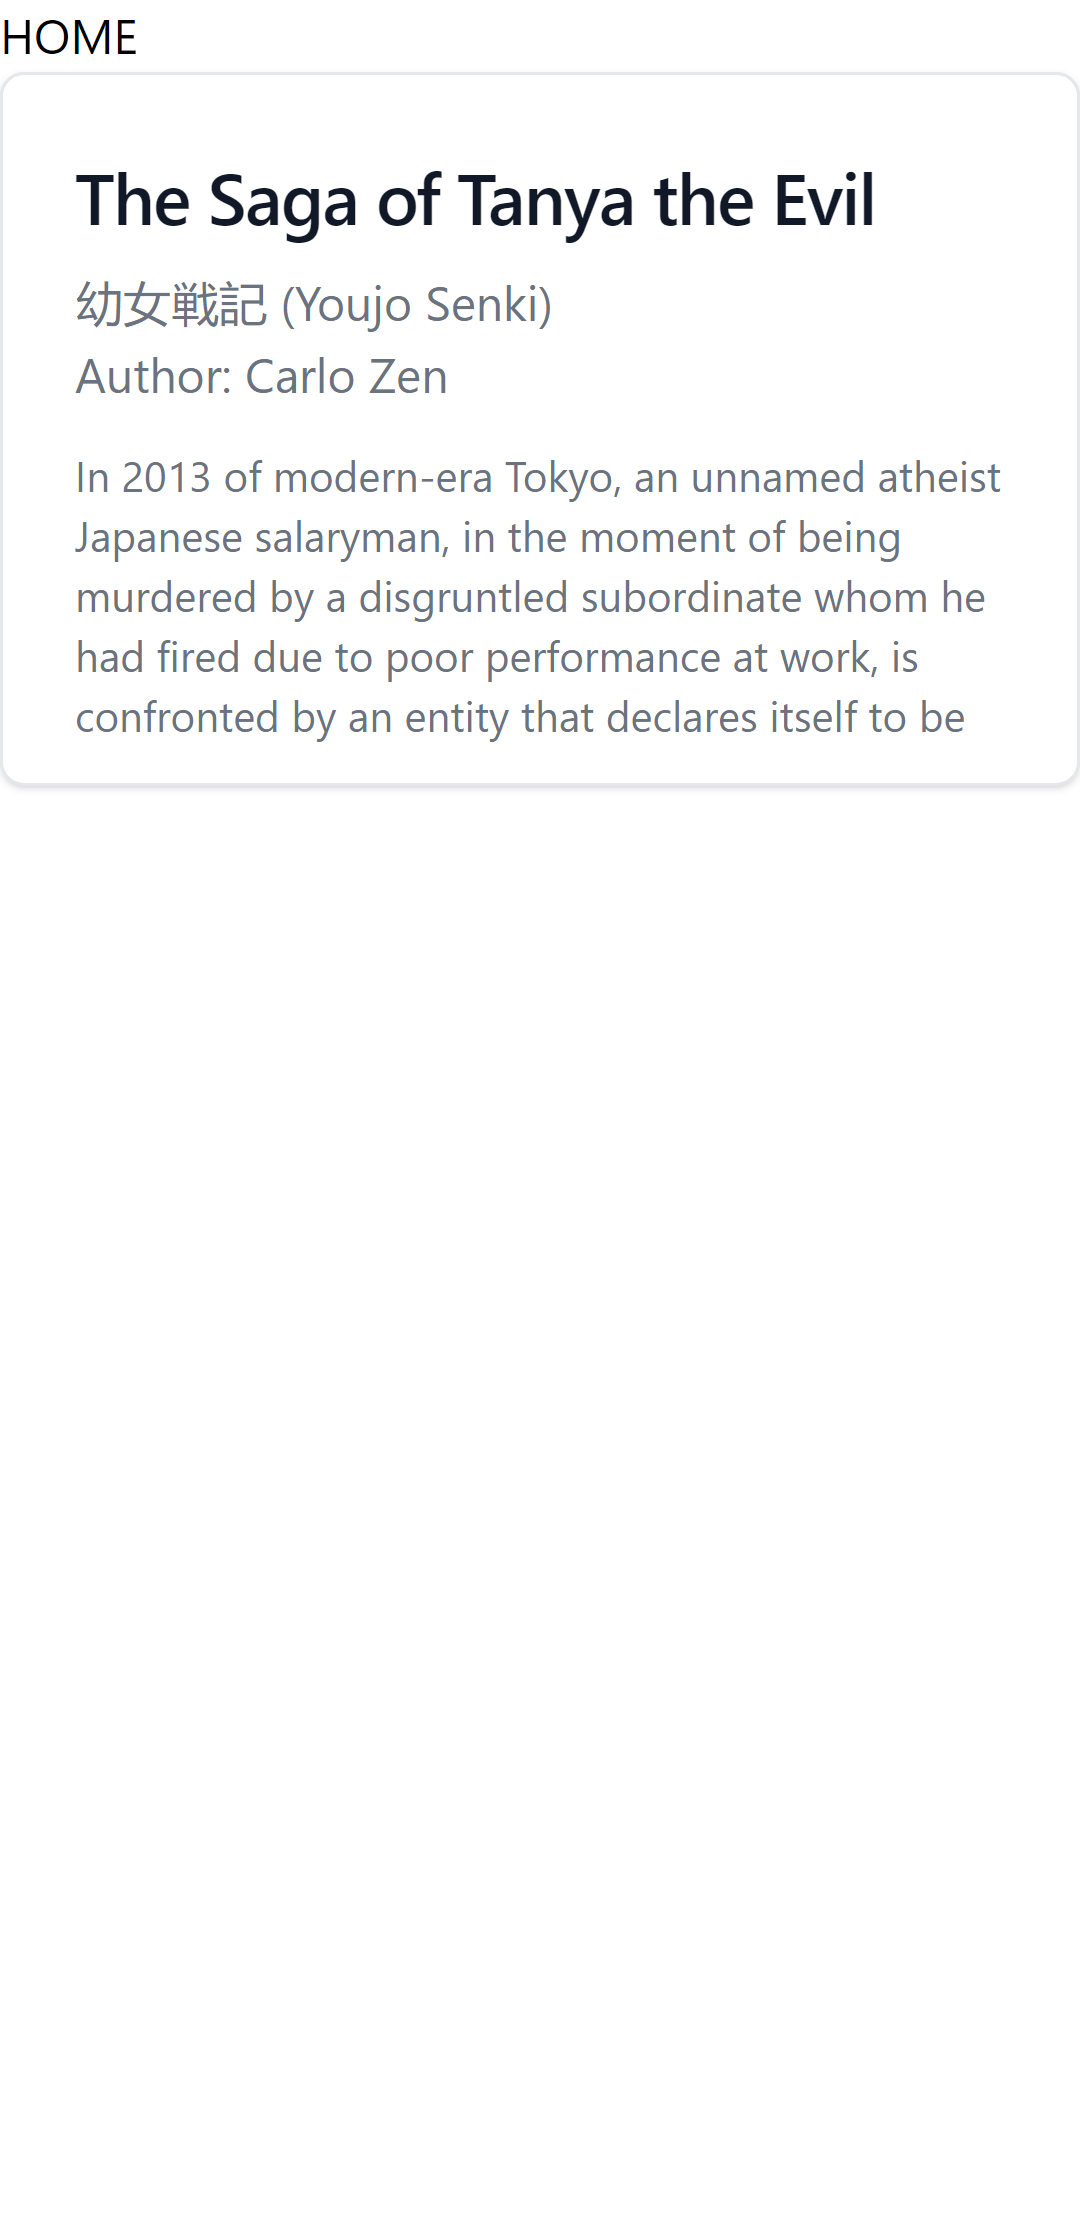 HOME
The Saga of Tanya the Evil
幼女戦記 (Youjo Senki)
Author: Carlo Zen
In 2013 of modern-era Tokyo, an unnamed atheist
Japanese salaryman, in the moment of being
murdered by a disgruntled subordinate whom he
had fired due to poor performance at work, is
confronted by an entity that declares itself to be